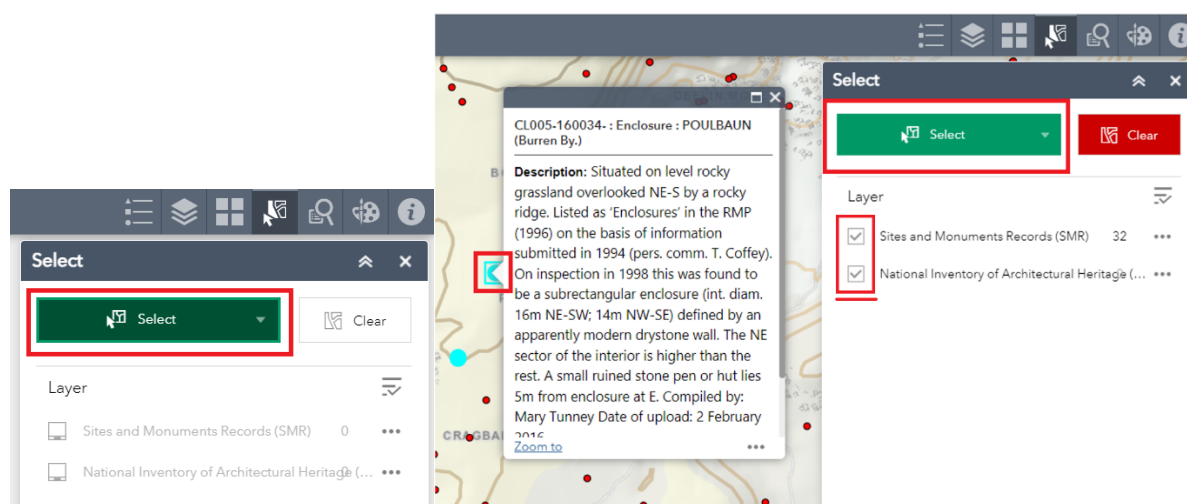 Select
Select
Clear
Layer
Sites and Monuments Records (SMR) 0
National Inventory of Architectural Heritage (...
CL005-160034- : Enclosure : POULBAUN
(Burren By.)
Description: Situated on level rocky
grassland overlooked NE-S by a rocky
ridge. Listed as ‘Enclosures’ in the RMP
(1996) on the basis of information
submitted in 1994 (pers. comm. T. Coffey).
On inspection in 1998 this was found to
be a subrectangular enclosure (int. diam.
16m NE-SW; 14m NW-SE) defined by an
apparently modern drystone wall. The NE
sector of the interior is higher than the
rest. A small ruined stone pen or hut lies
5m from enclosure at E. Compiled by:
Mary Tunney Date of upload: 2 February
2016
Zoom to
CRAGBA
Select
Select
Clear
Layer
Sites and Monuments Records (SMR) 32
National Inventory of Architectural Heritage (...